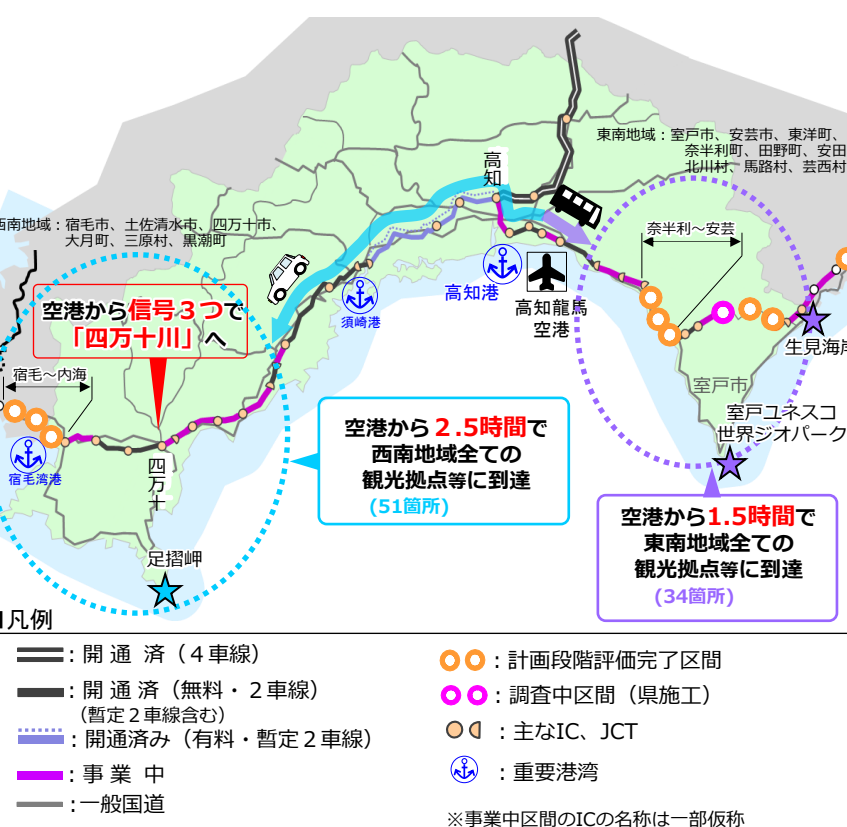 東南地域：室戸市、安芸市、東洋町、
奈半利町、田野町、安田
北川村、馬路村、芸西村
高知
西南地域：宿毛市、土佐清水市、四万十市、
大月町、三原村、黒潮町
奈半利～安芸
空港から信号３つで
「四万十川」へ
高知港
須崎港
高知龍馬
空港
生見海岸
宿毛～内海
室戸市
室戸ユネスコ
世界ジオパーク
宿毛湾港
四万十
空港から２.５時間で
西南地域全ての
観光拠点等に到達
(51箇所)
空港から1.5時間で
東南地域全ての
観光拠点等に到達
(34箇所)
足摺岬
凡例
：開 通 済（４車線）
：開 通 済（無料・２車線）
（暫定２車線含む）
：開通済み（有料・暫定２車線）
：事 業 中
：一般国道
：計画段階評価完了区間
：調査中区間（県施工）
：主なIC、JCT
：重要港湾
※事業中区間のICの名称は一部仮称